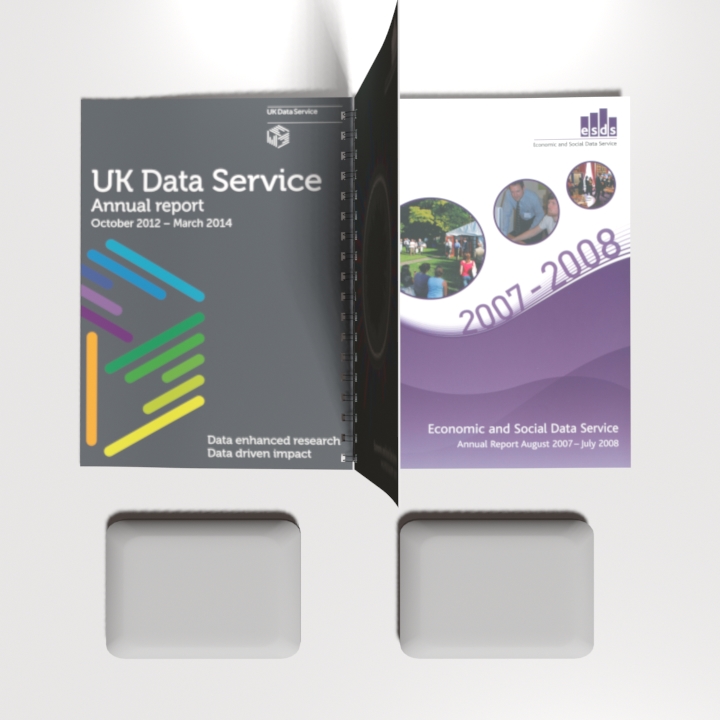 UK Data Service
UK Data Service
Annual report
October 2012 – March 2014
Data enhanced research
Data driven impact
esds
Economic and Social Data Service
2007-2008
Economic and Social Data Service
Annual Report August 2007 – July 2008